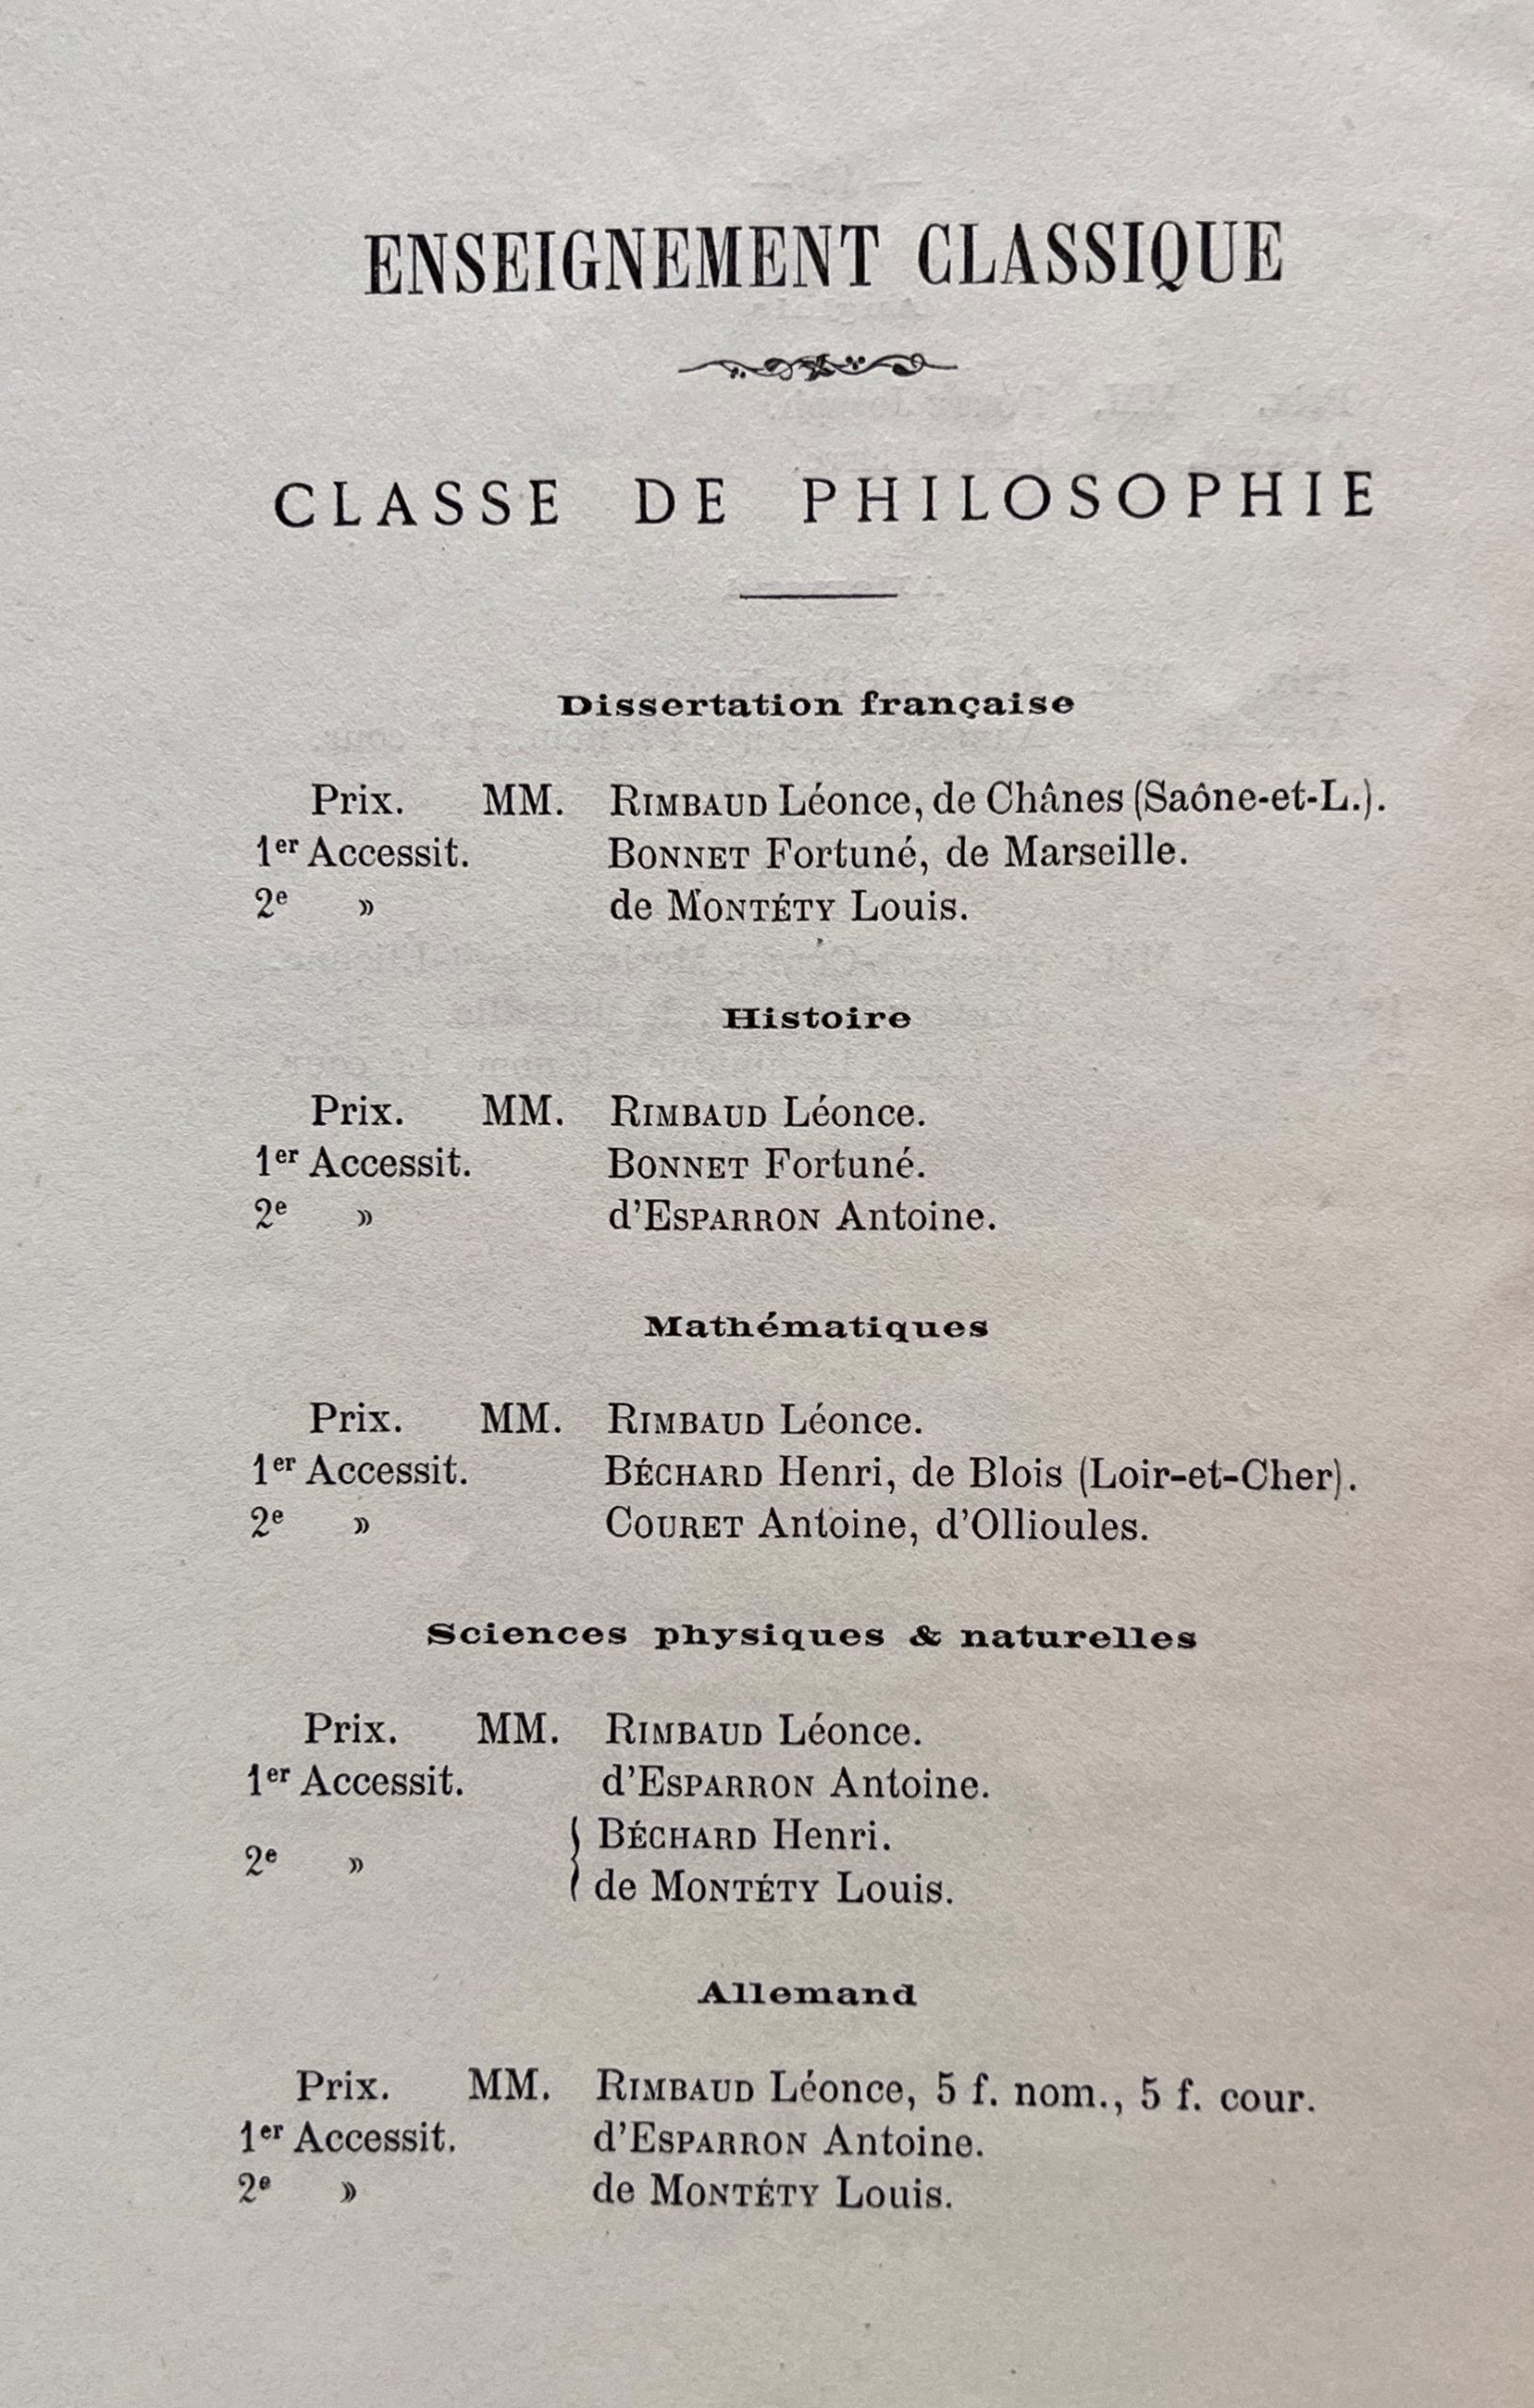 ENSEIGNEMENT CLASSIQUE
CLASSE DE PHILOSOPHIE
Dissertation française
Prix. MM. RIMBAUD Léonce, de Chânes (Saône-et-L.).
1er Accessit. BONNET Fortuné, de Marseille.
2e » de MONTÉTY Louis.
Histoire
Prix. MM. RIMBAUD Léonce.
1er Accessit. BONNET Fortuné.
2e » d'ESPARRON Antoine.
Mathématiques
Prix. MM. RIMBAUD Léonce.
1er Accessit. BÉCHARD Henri, de Blois (Loir-et-Cher).
2e » COURET Antoine, d'Ollioules.
Sciences physiques & naturelles
Prix. MM. RIMBAUD Léonce.
1er Accessit. d'ESPARRON Antoine.
BÉCHARD Henri.
2e »
de MONTÉTY Louis.
Allemand
Prix. MM. RIMBAUD Léonce, 5 f. nom., 5 f. cour.
1er Accessit. d'ESPARRON Antoine.
2e » de MONTÉTY Louis.